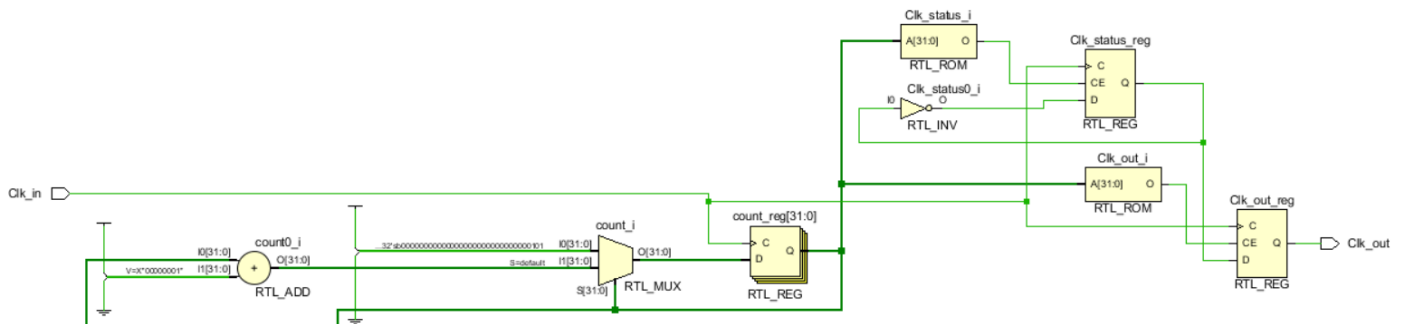 Clk_status_i
A[31:0] O
RTL_ROM
Clk_status_reg
C
CE Q
D
RTL_REG
Clk_status0_i
I0 O
RTL_INV
Clk_out_i
A[31:0] O
RTL_ROM
Clk_in
Clk_out_reg
C
CE Q
D
RTL_REG
Clk_out
count_reg[31:0]
C
Q
D
RTL_REG
count_i
I0[31:0]
O[31:0]
I1[31:0]
S=default
S[31:0]
RTL_MUX
count0_i
I0[31:0]
O[31:0]
I1[31:0]
V=X"00000001"
+
RTL_ADD